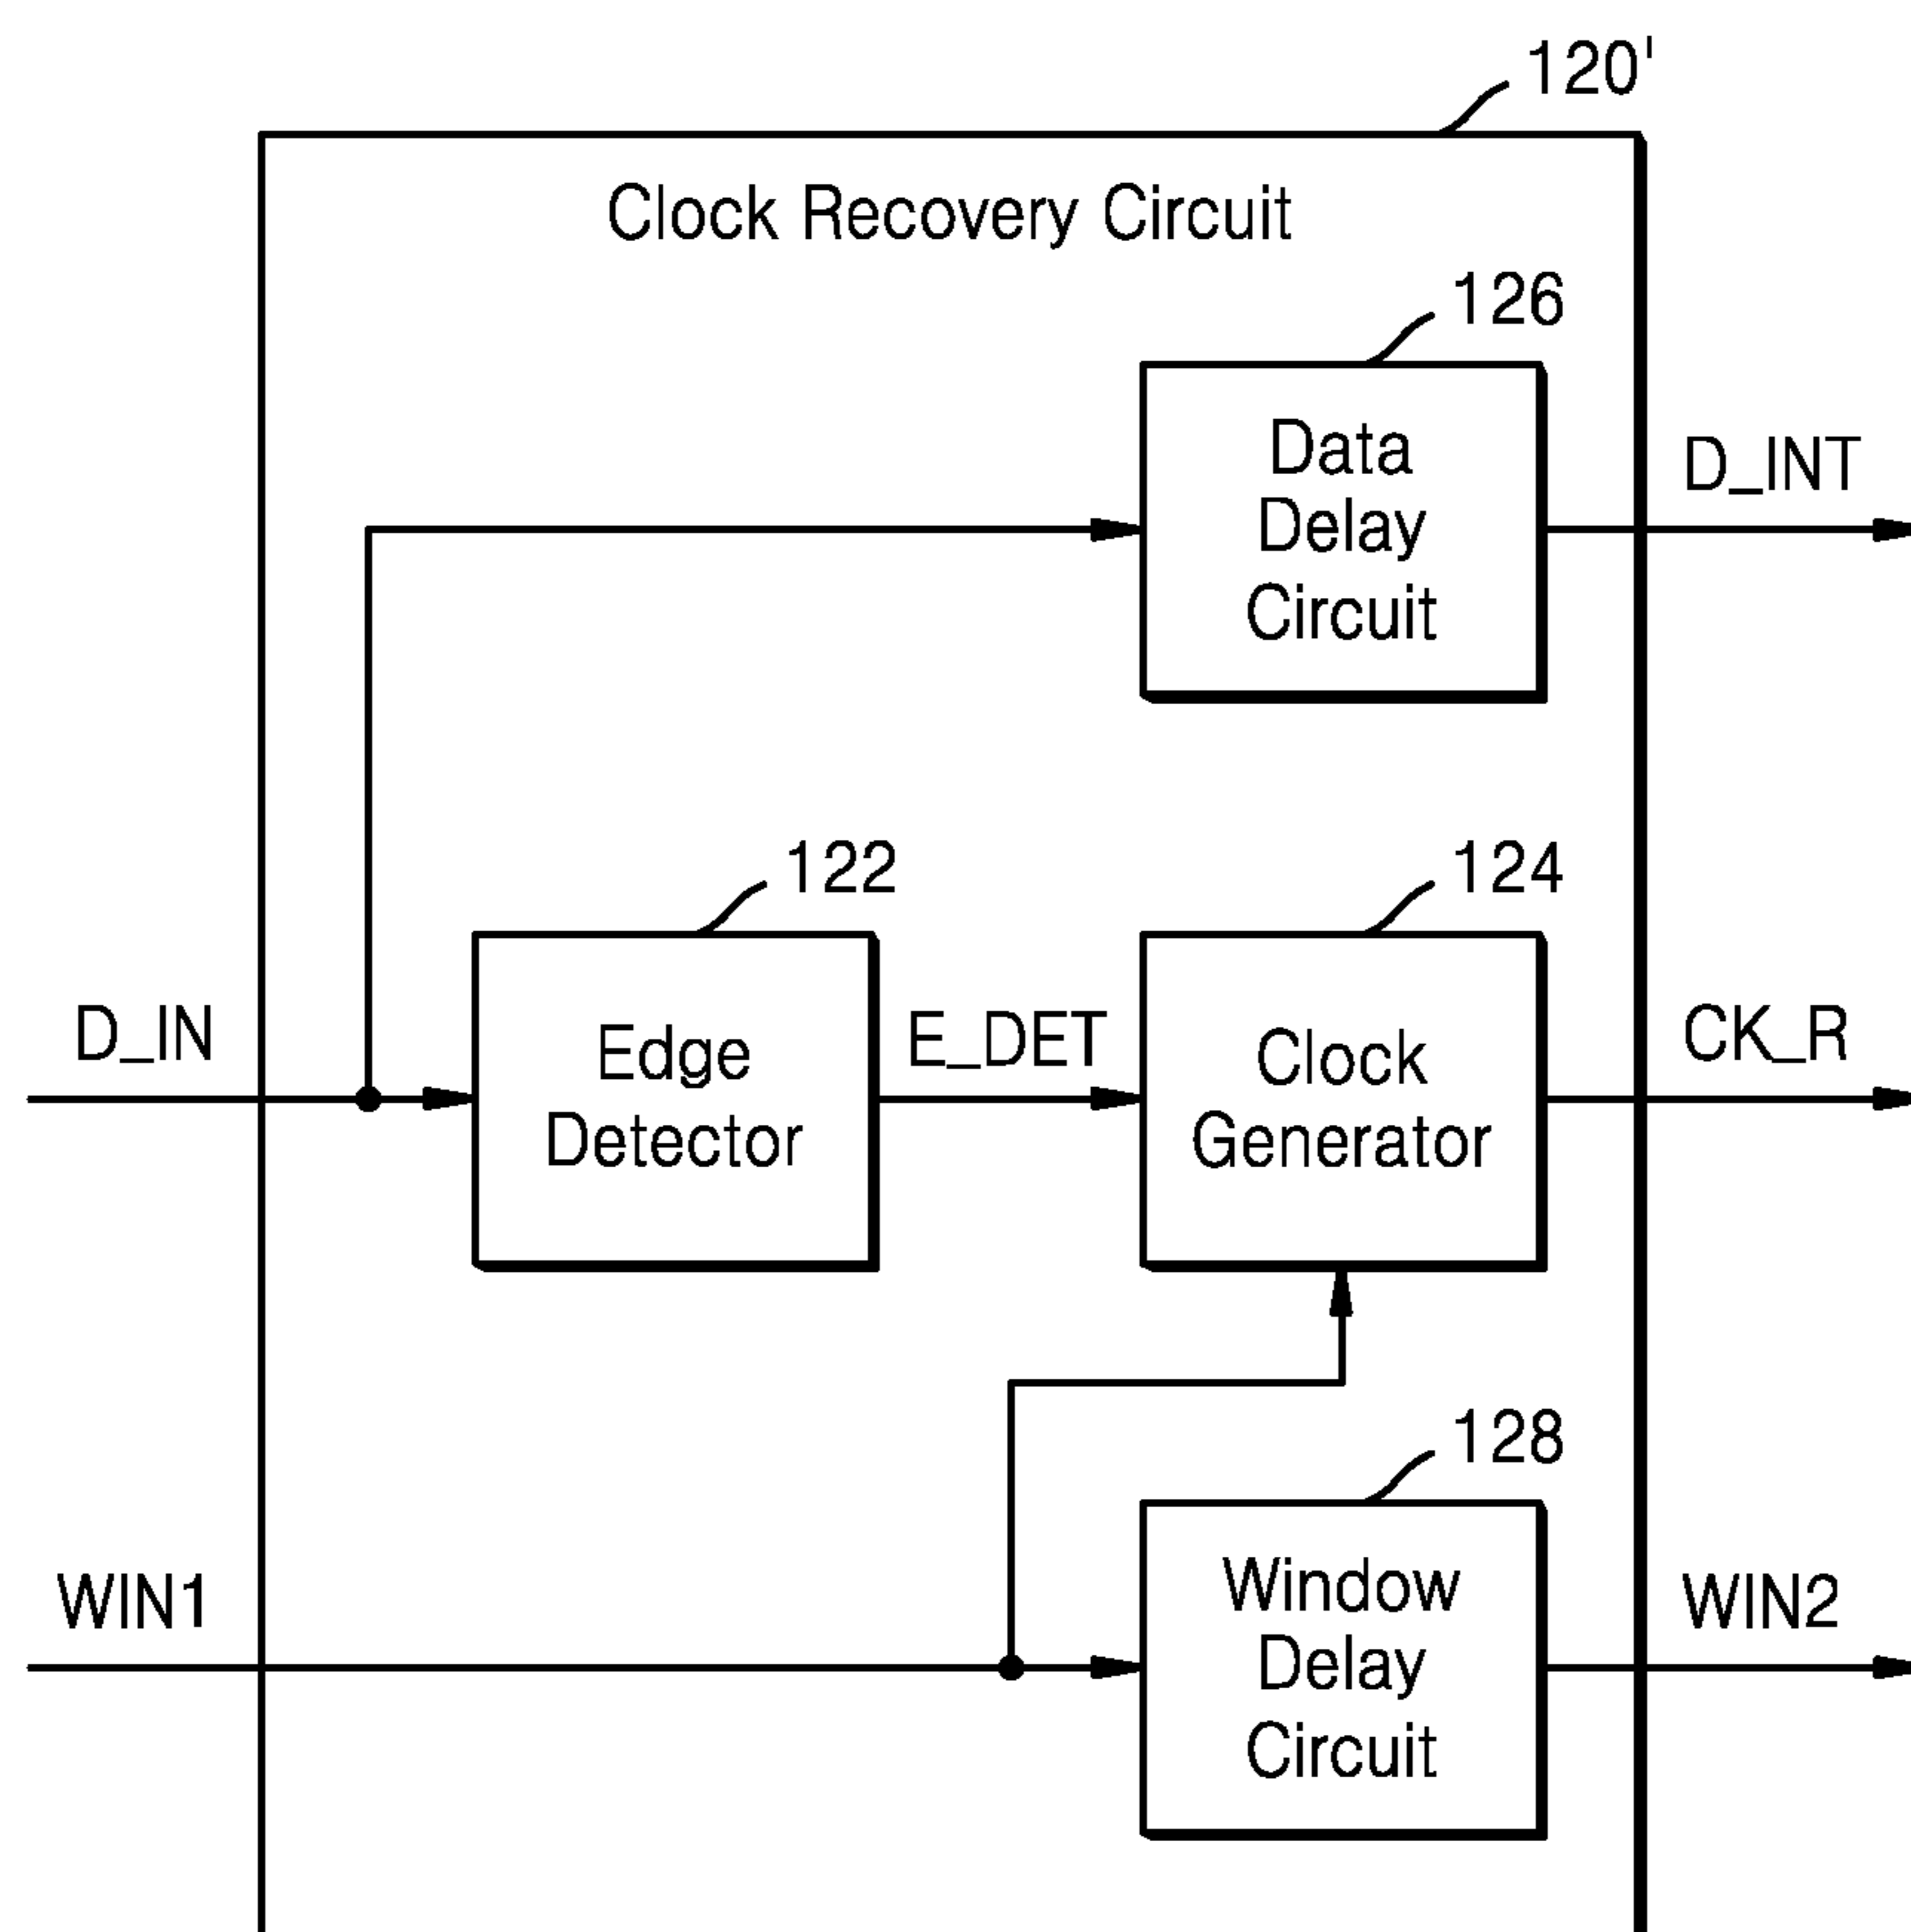 120'
Clock Recovery Circuit
126
Data
Delay
Circuit
D_INT
122
124
D_IN
Edge
Detector
E_DET
Clock
Generator
CK_R
128
WIN1
Window
Delay
Circuit
WIN2